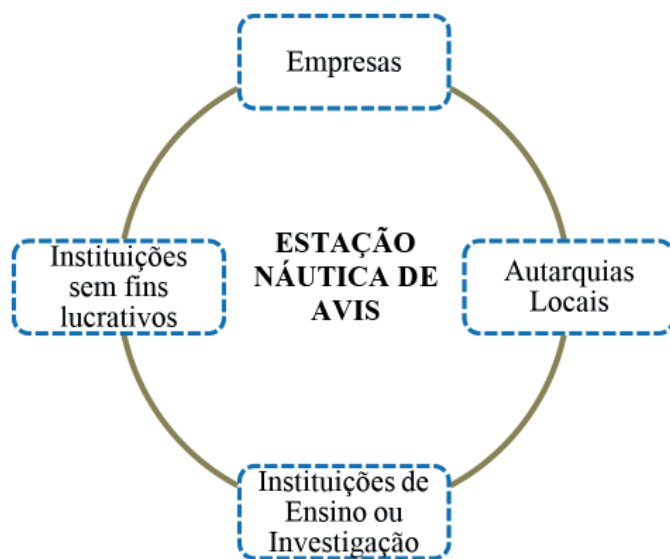 Empresas
ESTAÇÃO
NÁUTICA DE
AVIS
Instituições
sem fins
lucrativos
Autarquias
Locais
Instituições de
Ensino ou
Investigação